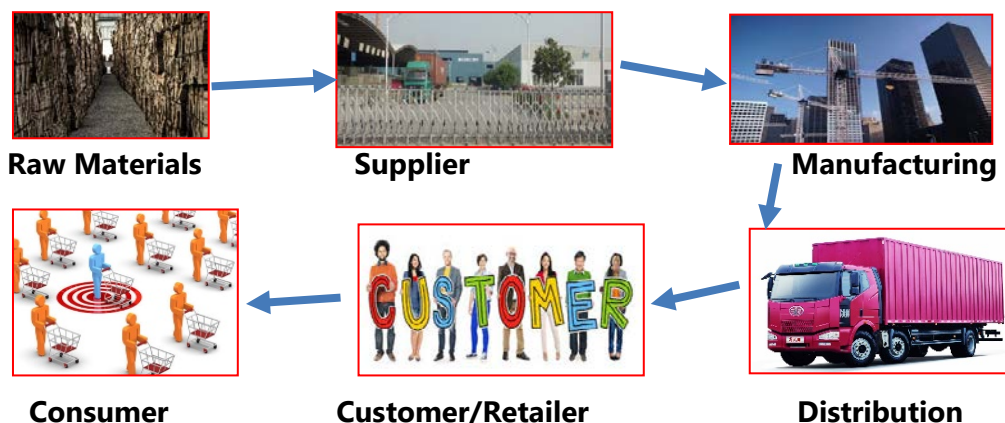 Raw Materials
Supplier
Manufacturing
CUSTOMER
Consumer
Customer/Retailer
Distribution